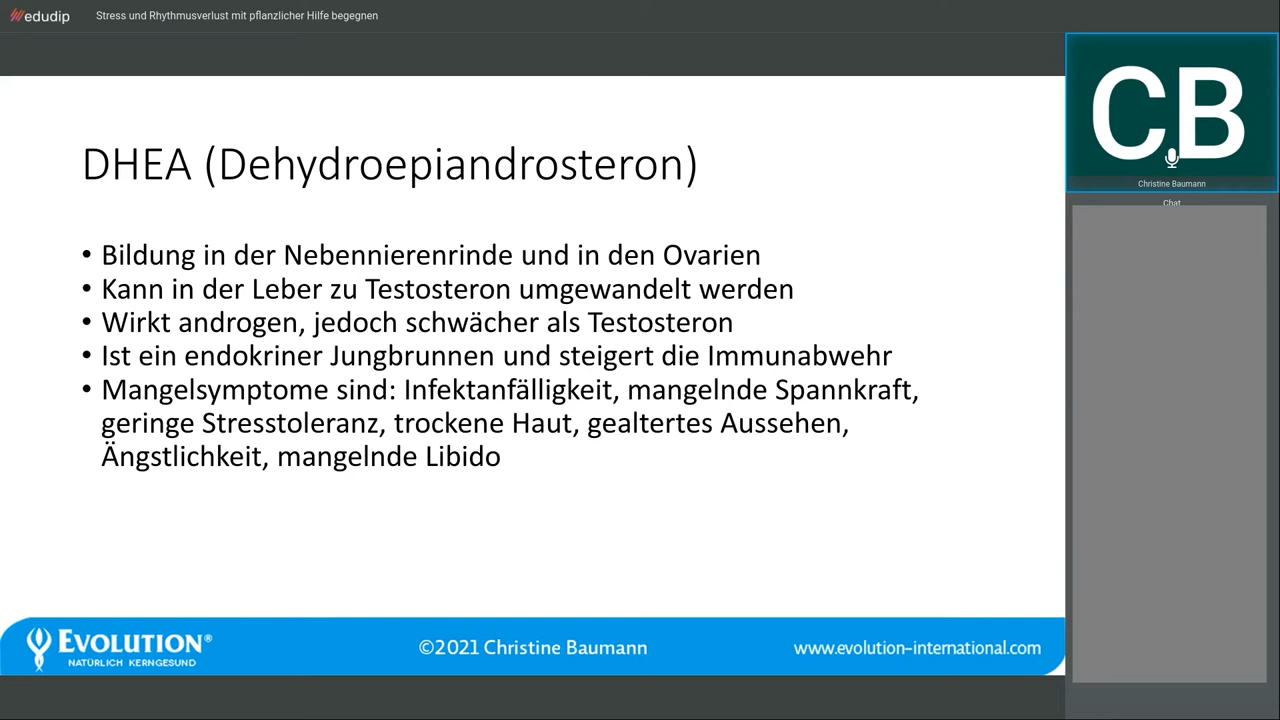 edudip
Stress und Rhythmusverlust mit pflanzlicher Hilfe begegnen
DHEA (Dehydroepiandrosteron)
• Bildung in der Nebennierenrinde und in den Ovarien
• Kann in der Leber zu Testosteron umgewandelt werden
• Wirkt androgen, jedoch schwächer als Testosteron
• Ist ein endokriner Jungbrunnen und steigert die Immunabwehr
• Mangelsymptome sind: Infektanfälligkeit, mangelnde Spannkraft,
geringe Stresstoleranz, trockene Haut, gealtertes Aussehen,
Ängstlichkeit, mangelnde Libido
EVOLUTION®
NATÜRLICH KERNGESUND
©2021 Christine Baumann
www.evolution-international.com
CB
Christine Baumann
Chat